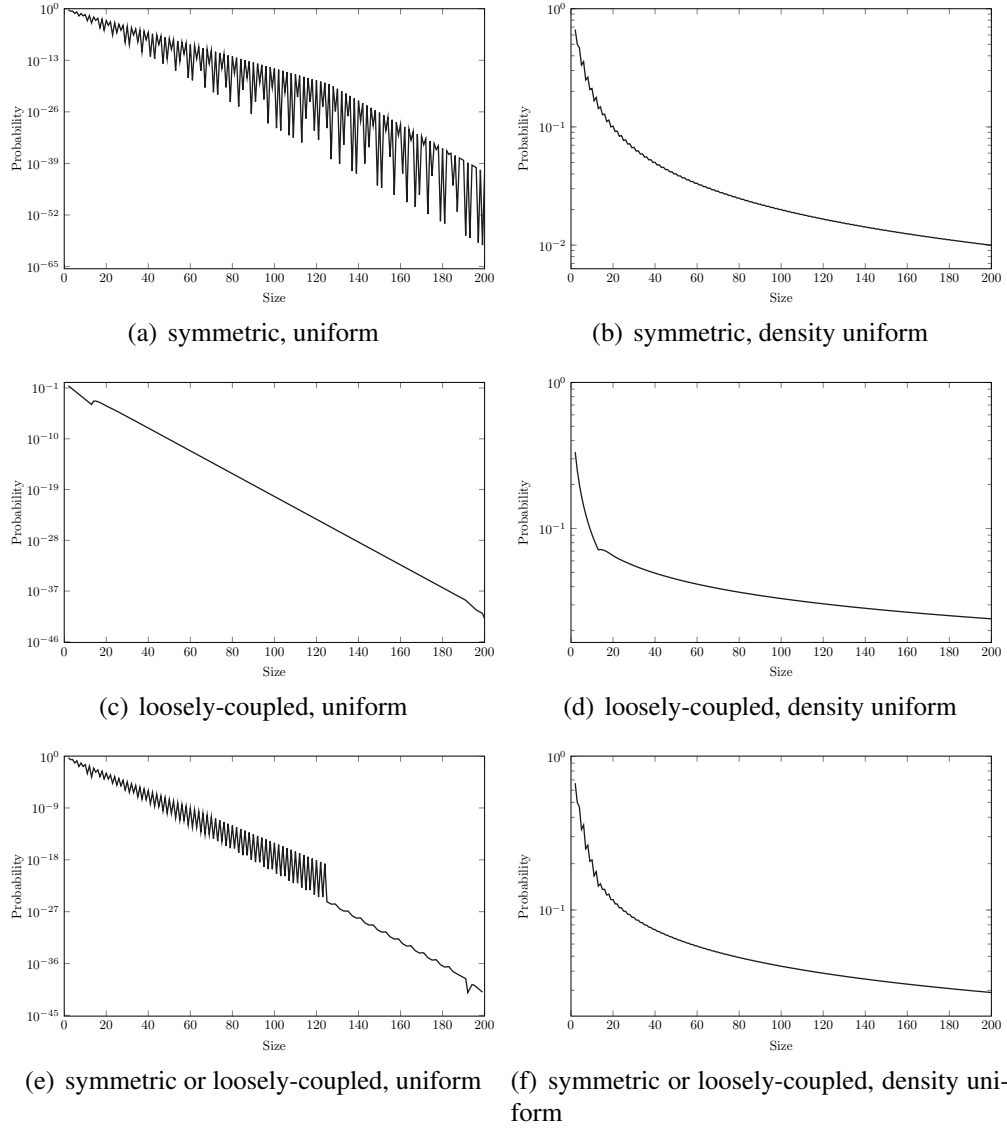 10^0
10^-13
10^-26
10^-39
10^-52
10^-65
Probability
0 20 40 60 80 100 120 140 160 180 200
Size
(a) symmetric, uniform
10^0
10^-1
10^-2
Probability
0 20 40 60 80 100 120 140 160 180 200
Size
(b) symmetric, density uniform
10^-1
10^-10
10^-19
10^-28
10^-37
10^-46
Probability
0 20 40 60 80 100 120 140 160 180 200
Size
(c) loosely-coupled, uniform
10^0
10^-1
Probability
0 20 40 60 80 100 120 140 160 180 200
Size
(d) loosely-coupled, density uniform
10^0
10^-9
10^-18
10^-27
10^-36
10^-45
Probability
0 20 40 60 80 100 120 140 160 180 200
Size
(e) symmetric or loosely-coupled, uniform
10^0
10^-1
Probability
0 20 40 60 80 100 120 140 160 180 200
Size
(f) symmetric or loosely-coupled, density uni-
form